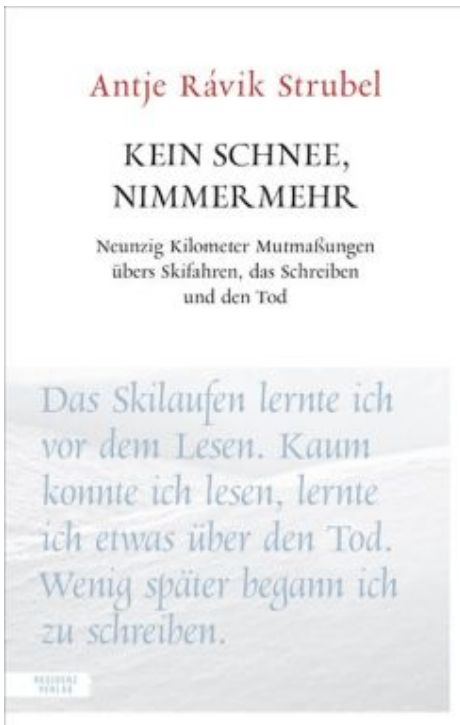 Antje Rávik Strubel
KEIN SCHNEE,
NIMMERMEHR
Neunzig Kilometer Mutmaßungen
übers Skifahren, das Schreiben
und den Tod
Das Skilaufen lernte ich
vor dem Lesen. Kaum
konnte ich lesen, lernte
ich etwas über den Tod.
Wenig später begann ich
zu schreiben.
RESIDENZ
VERLAG